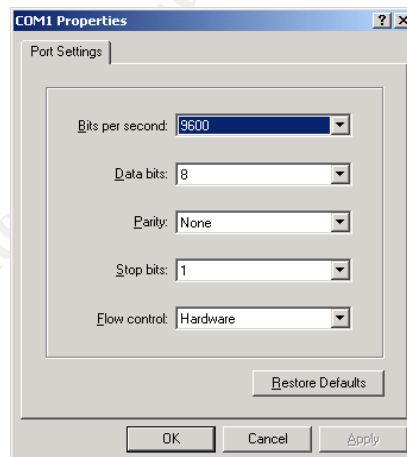 COM1 Properties
Port Settings
Bits per second: 9600
Data bits: 8
Parity: None
Stop bits: 1
Flow control: Hardware
Restore Defaults
OK Cancel Apply